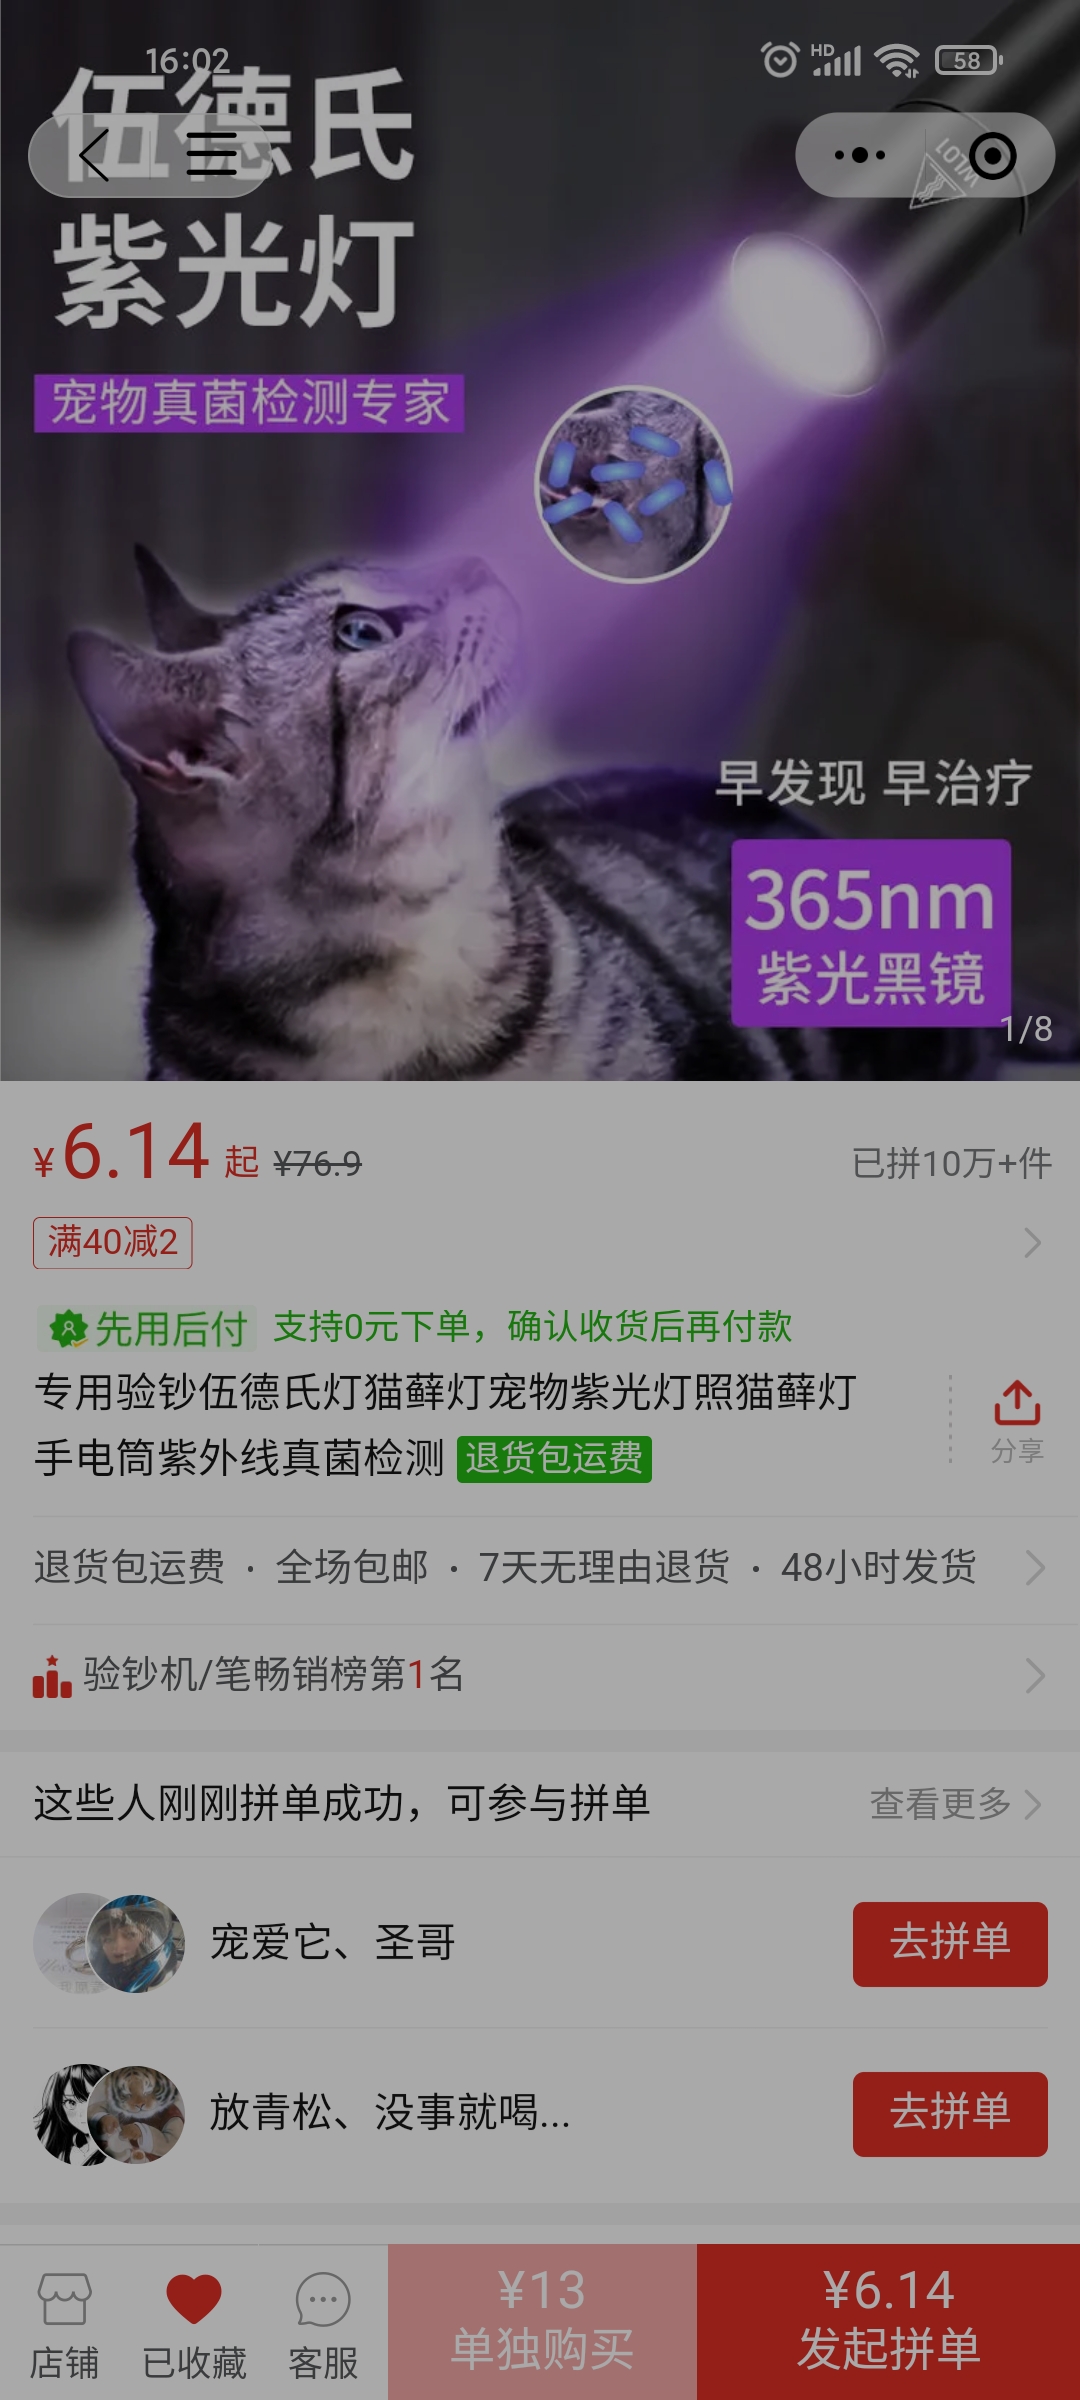 16:02
HD
58
伍德氏
紫光灯
宠物真菌检测专家
早发现 早治疗
365nm
紫光黑镜
1/8
¥6.14 起 ¥76.9
已拼10万+件
满40减2
先用后付 支持0元下单，确认收货后再付款
专用验钞伍德氏灯猫藓灯宠物紫光灯照猫藓灯
手电筒紫外线真菌检测 退货包运费
分享
退货包运费 · 全场包邮 · 7天无理由退货 · 48小时发货
验钞机/笔畅销榜第1名
这些人刚刚拼单成功，可参与拼单
查看更多
宠爱它、圣哥
去拼单
放青松、没事就喝...
去拼单
店铺
已收藏
客服
¥13
单独购买
¥6.14
发起拼单